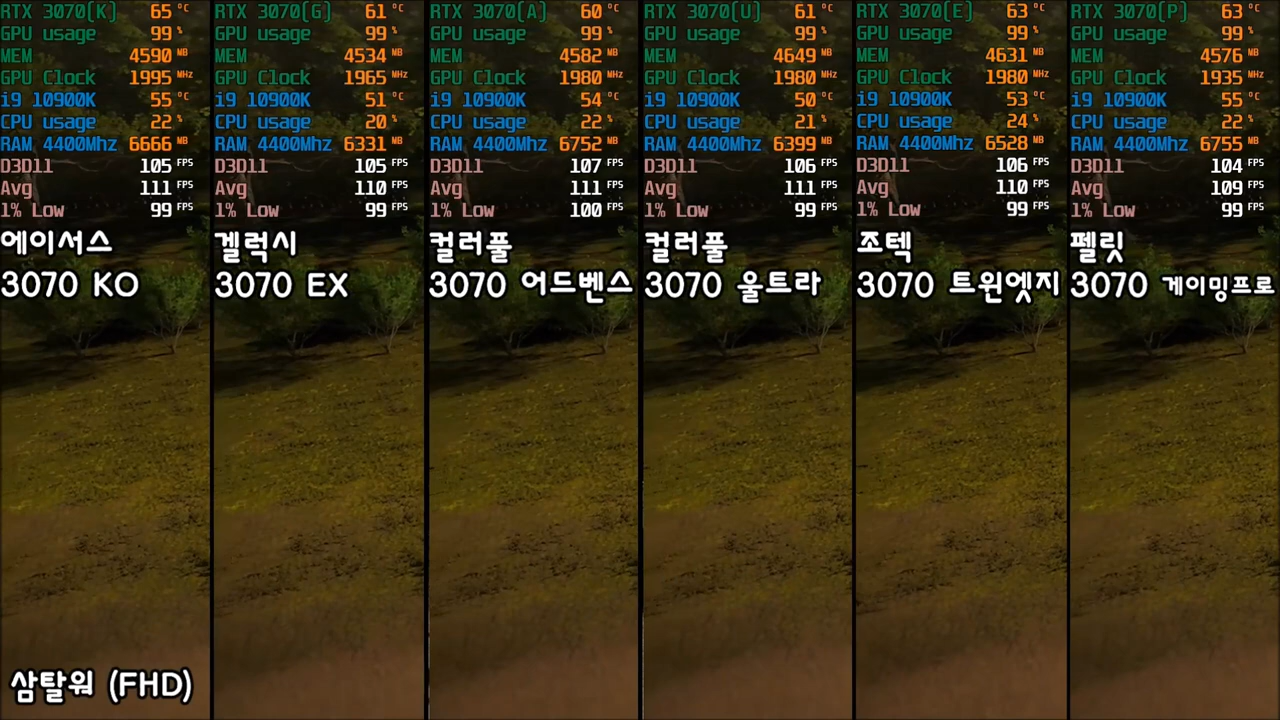 RTX 3070(K) 65 °C
GPU usage 99 %
MEM 4590 MB
GPU Clock 1995 MHz
i9 10900K 55 °C
CPU usage 22 %
RAM 4400Mhz 6666 MB
D3D11 105 FPS
Avg 111 FPS
1% Low 99 FPS
에이서스
3070 KO
RTX 3070(G) 61 °C
GPU usage 99 %
MEM 4534 MB
GPU Clock 1965 MHz
i9 10900K 51 °C
CPU usage 20 %
RAM 4400Mhz 6331 MB
D3D11 105 FPS
Avg 110 FPS
1% Low 99 FPS
겔럭시
3070 EX
RTX 3070(A) 60 °C
GPU usage 99 %
MEM 4582 MB
GPU Clock 1980 MHz
i9 10900K 54 °C
CPU usage 22 %
RAM 4400Mhz 6752 MB
D3D11 107 FPS
Avg 111 FPS
1% Low 100 FPS
컬러풀
3070 어드벤스
RTX 3070(U) 61 °C
GPU usage 99 %
MEM 4649 MB
GPU Clock 1980 MHz
i9 10900K 50 °C
CPU usage 21 %
RAM 4400Mhz 6399 MB
D3D11 106 FPS
Avg 111 FPS
1% Low 99 FPS
컬러풀
3070 울트라
RTX 3070(E) 63 °C
GPU usage 99 %
MEM 4631 MB
GPU Clock 1980 MHz
i9 10900K 53 °C
CPU usage 24 %
RAM 4400Mhz 6528 MB
D3D11 106 FPS
Avg 110 FPS
1% Low 99 FPS
조텍
3070 트윈엣지
RTX 3070(P) 63 °C
GPU usage 99 %
MEM 4576 MB
GPU Clock 1935 MHz
i9 10900K 55 °C
CPU usage 22 %
RAM 4400Mhz 6755 MB
D3D11 104 FPS
Avg 109 FPS
1% Low 99 FPS
펠릿
3070 게이밍프로
삼탈워 (FHD)